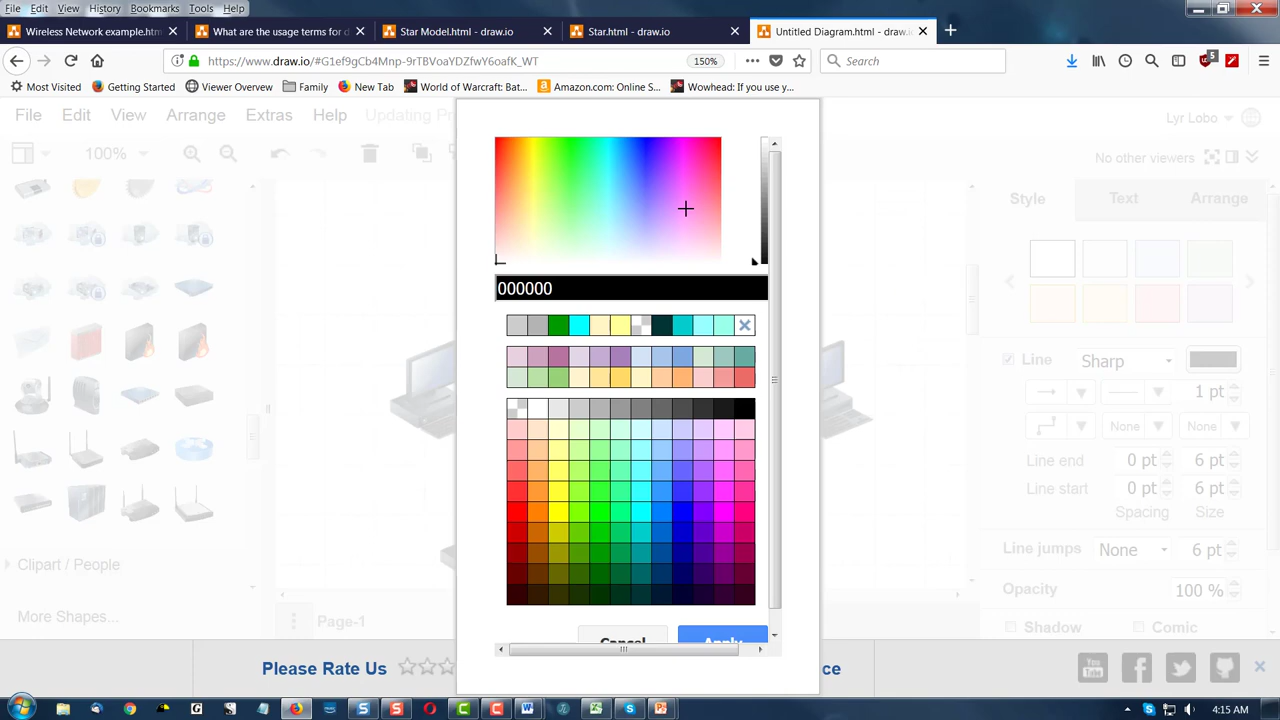 File Edit View History Bookmarks Tools Help
Wireless Network example.htm
What are the usage terms for d
Star Model.html - draw.io
Star.html - draw.io
Untitled Diagram.html - draw.i
https://www.draw.io/#G1ef9gCb4Mnp-9rTBVoaYDZfwY6oafK_WT
150%
Search
5
Most Visited
Getting Started
Viewer Overview
Family
New Tab
World of Warcraft: Bat...
Amazon.com: Online S...
Wowhead: If you use y...
File Edit View Arrange Extras Help Updating Pr
Lyr Lobo
100%
No other viewers
Style Text Arrange
000000
Line Sharp
1 pt
None None
Line end 0 pt 6 pt
Line start 0 pt 6 pt
Spacing Size
Line jumps None 6 pt
Opacity 100 %
Shadow Comic
Clipart / People
More Shapes...
Page-1
Cancel Apply
Please Rate Us
ce
You Tube
4:15 AM